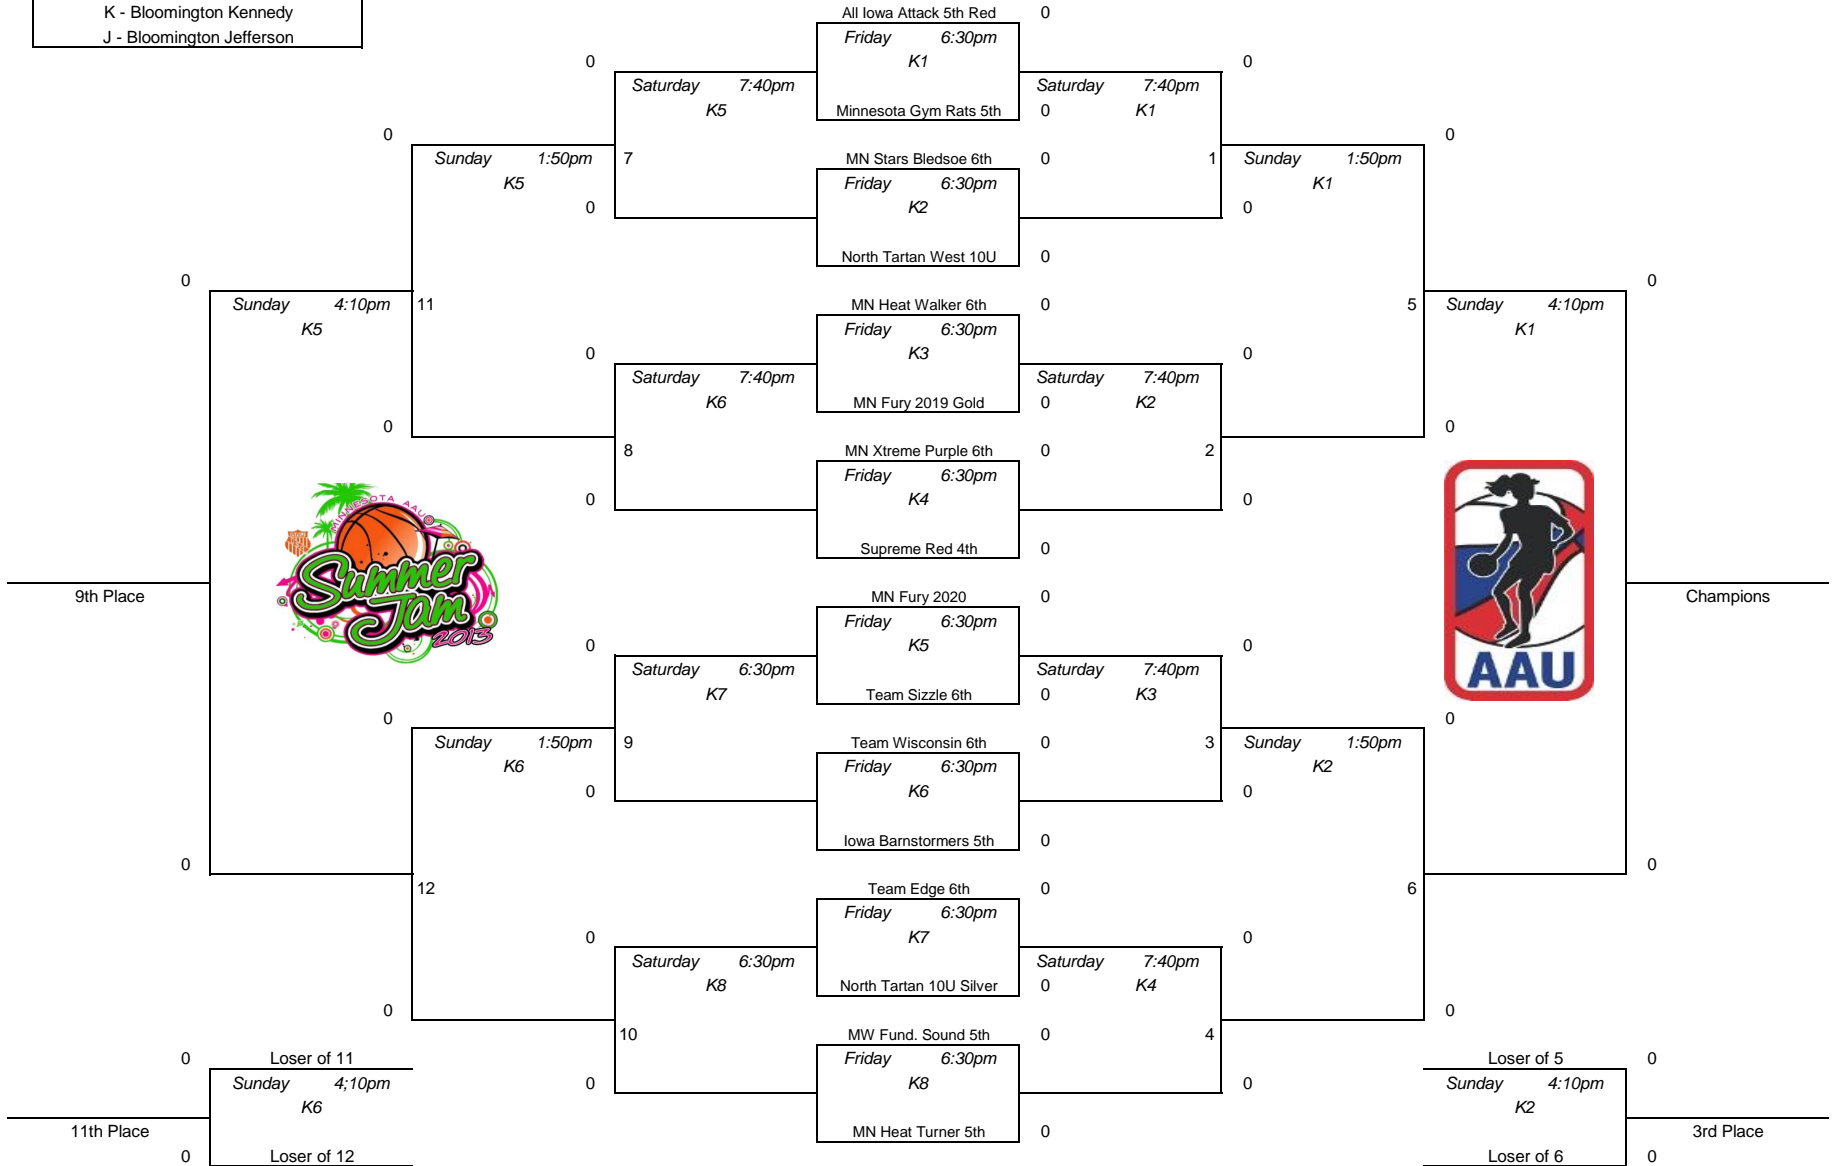 K - Bloomington Kennedy
J - Bloomington Jefferson
All Iowa Attack 5th Red 0
Friday 6:30pm
0 K1 0
Saturday 7:40pm Saturday 7:40pm
K5 Minnesota Gym Rats 5th 0 K1
0 0
Sunday 1:50pm 7 MN Stars Bledsoe 6th 0 1 Sunday 1:50pm
K5 Friday 6:30pm K1
0 K2 0
North Tartan West 10U 0
0 0
Sunday 4:10pm 11 MN Heat Walker 6th 0 5 Sunday 4:10pm
K5 Friday 6:30pm K1
0 K3 0
Saturday 7:40pm Saturday 7:40pm
K6 MN Fury 2019 Gold 0 K2
0 0
8 MN Xtreme Purple 6th 0 2
Friday 6:30pm
0 K4 0
MINNESOTA AAU
Supreme Red 4th 0
Summer
Jam
2013
9th Place MN Fury 2020 0 Champions
Friday 6:30pm
0 K5 0
Saturday 6:30pm Saturday 7:40pm
AAU
K7 Team Sizzle 6th 0 K3
0 0
Sunday 1:50pm 9 Team Wisconsin 6th 0 3 Sunday 1:50pm
K6 Friday 6:30pm K2
0 K6 0
Iowa Barnstormers 5th 0
0 0
12 Team Edge 6th 0 6
Friday 6:30pm
0 K7 0
Saturday 6:30pm Saturday 7:40pm
K8 North Tartan 10U Silver 0 K4
0 0
10 MW Fund. Sound 5th 0 4
0 Loser of 11 Friday 6:30pm Loser of 5 0
Sunday 4;10pm 0 K8 0 Sunday 4:10pm
K6 K2
11th Place MN Heat Turner 5th 0 3rd Place
0 Loser of 12 Loser of 6 0